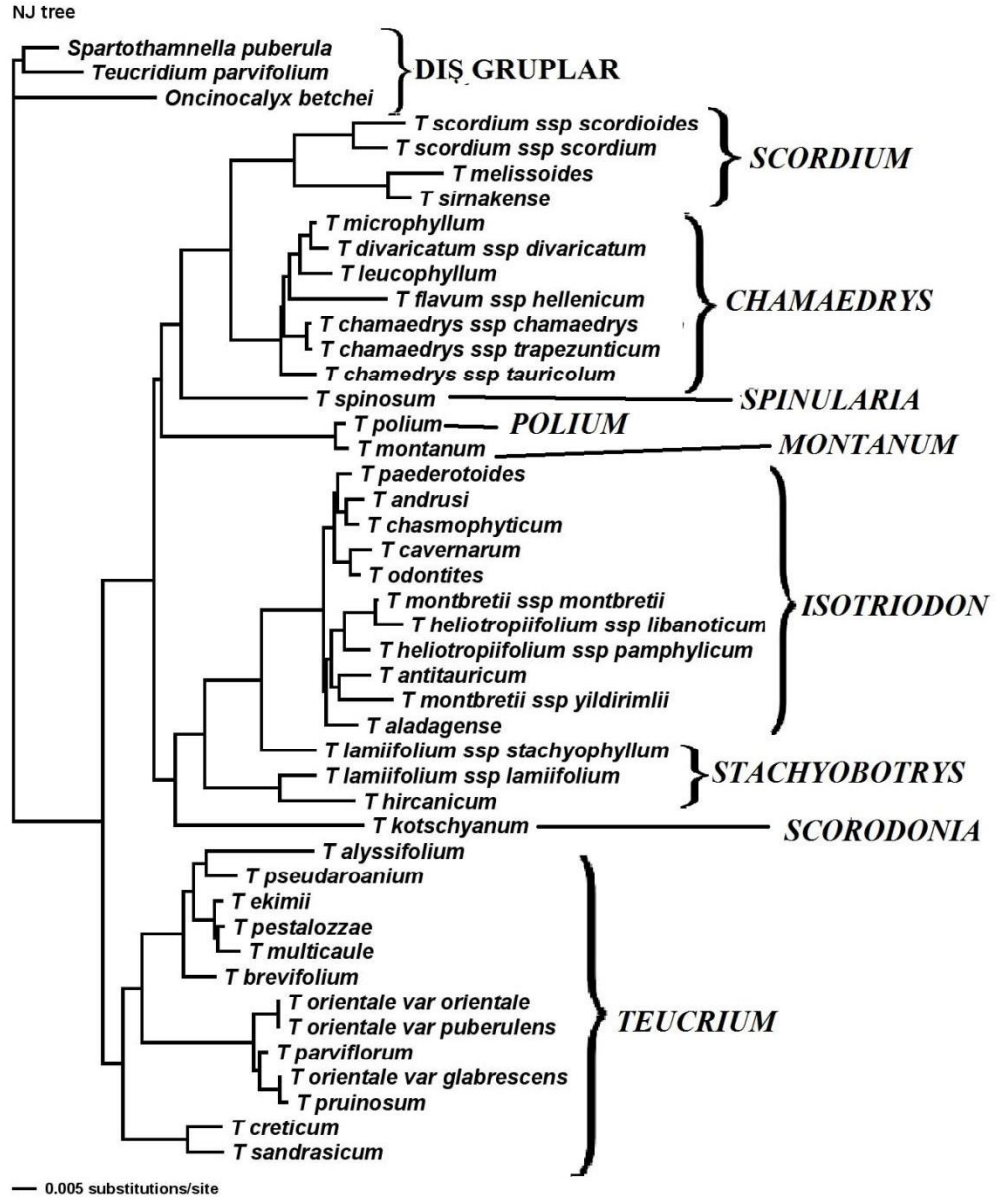 NJ tree
Spartothamnella puberula
Teucridium parvifolium
Oncinocalyx betchei
DIŞ GRUPLAR
T scordium ssp scordioides
T scordium ssp scordium
T melissoides
T sirnakense
SCORDIUM
T microphyllum
T divaricatum ssp divaricatum
T leucophyllum
T flavum ssp hellenicum
T chamaedrys ssp chamaedrys
T chamaedrys ssp trapezunticum
T chamedrys ssp tauricolum
CHAMAEDRYS
T spinosum
SPINULARIA
T polium
POLIUM
T montanum
MONTANUM
T paederotoides
T andrusi
T chasmophyticum
T cavernarum
T odontites
T montbretii ssp montbretii
T heliotropiifolium ssp libanoticum
T heliotropiifolium ssp pamphylicum
T antitauricum
T montbretii ssp yildirimlii
T aladagense
ISOTRIODON
T lamiifolium ssp stachyophyllum
T lamiifolium ssp lamiifolium
T hircanicum
STACHYOBOTRYS
T kotschyanum
SCORODONIA
T alyssifolium
T pseudaroanium
T ekimii
T pestalozzae
T multicaule
T brevifolium
T orientale var orientale
T orientale var puberulens
T parviflorum
T orientale var glabrescens
T pruinosum
T creticum
T sandrasicum
TEUCRIUM
0.005 substitutions/site